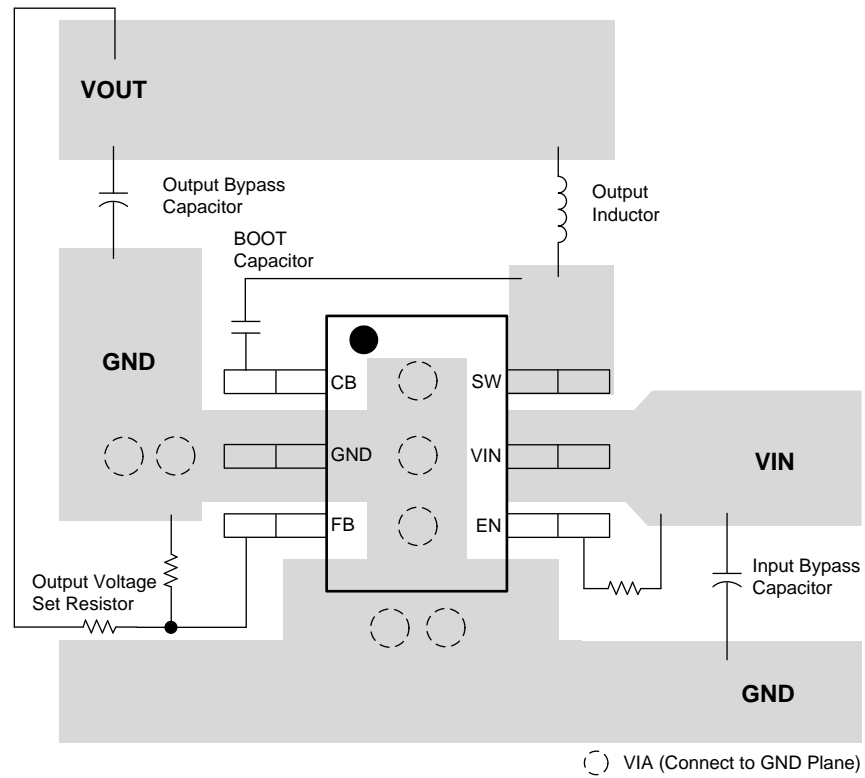 VOUT
Output Bypass
Capacitor
Output
Inductor
BOOT
Capacitor
GND
CB
SW
GND
VIN
VIN
FB
EN
Output Voltage
Set Resistor
Input Bypass
Capacitor
GND
VIA (Connect to GND Plane)